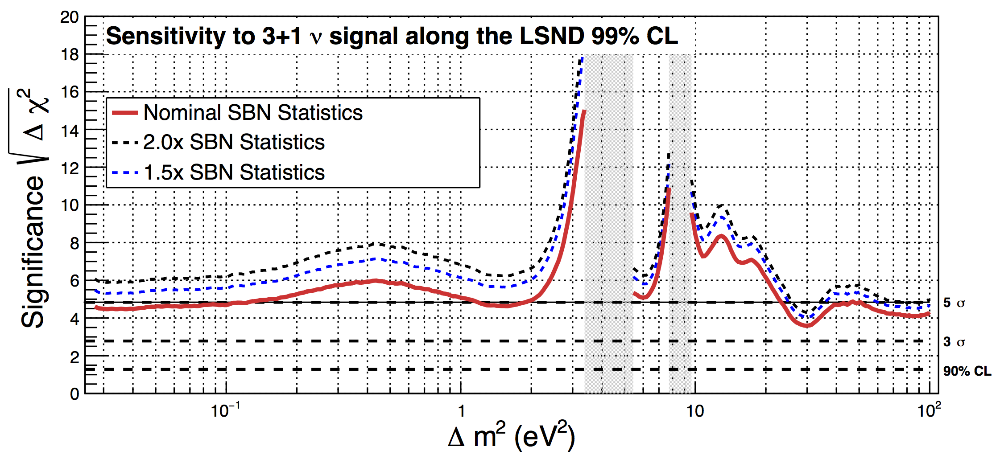 Sensitivity to 3+1 ν signal along the LSND 99% CL
Nominal SBN Statistics
2.0x SBN Statistics
1.5x SBN Statistics
Significance √Δ χ²
20
18
16
14
12
10
8
6
4
2
0
5 σ
3 σ
90% CL
10⁻¹
1
10
10²
Δ m² (eV²)